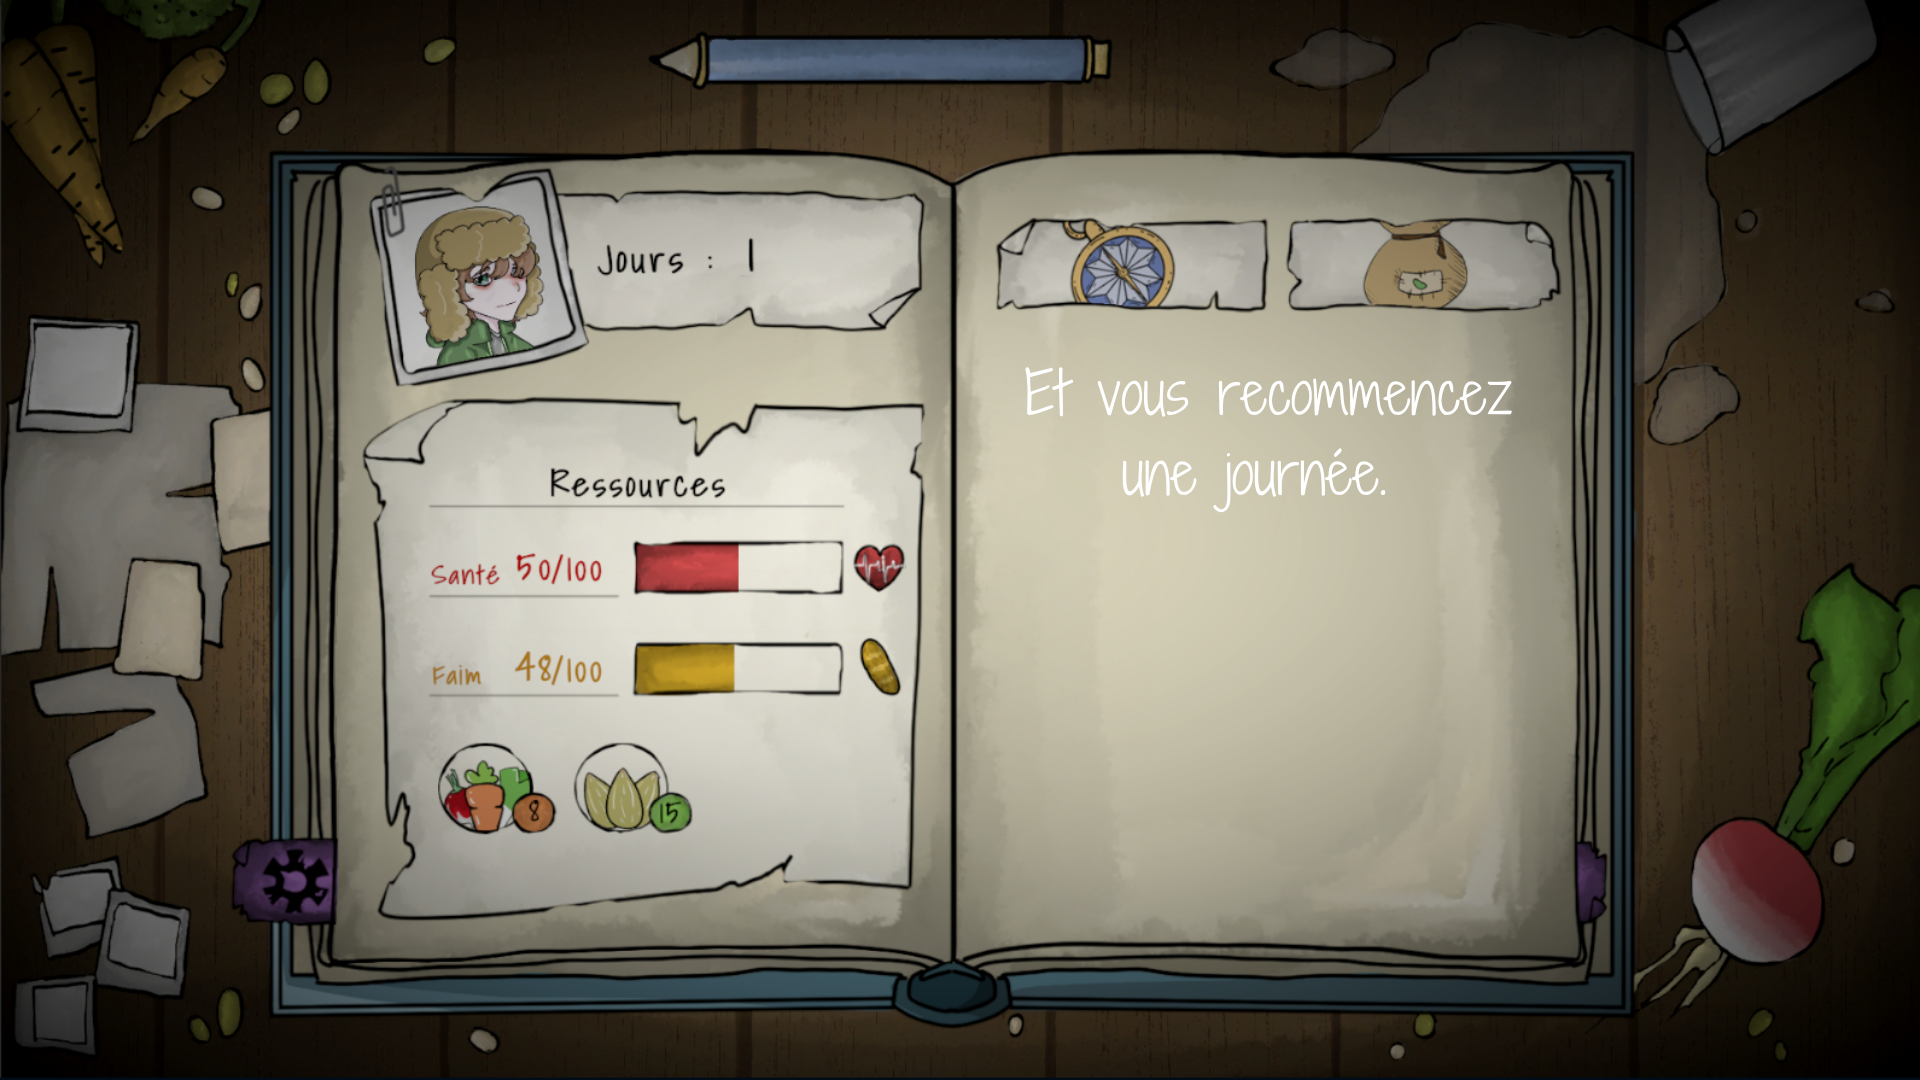 Jours : 1
Ressources
Santé 50/100
Faim 48/100
8
15
Et vous recommencez
une journée.